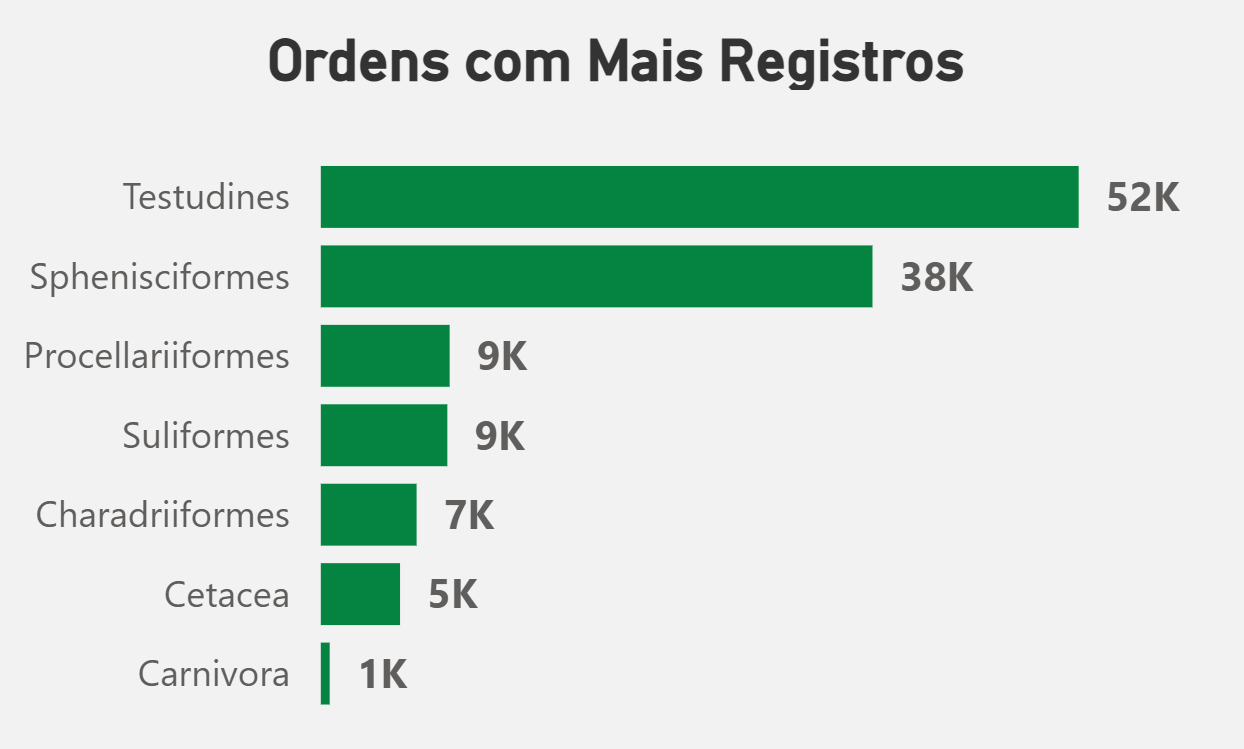 Ordens com Mais Registros
Testudines 52K
Sphenisciformes 38K
Procellariiformes 9K
Suliformes 9K
Charadriiformes 7K
Cetacea 5K
Carnivora 1K